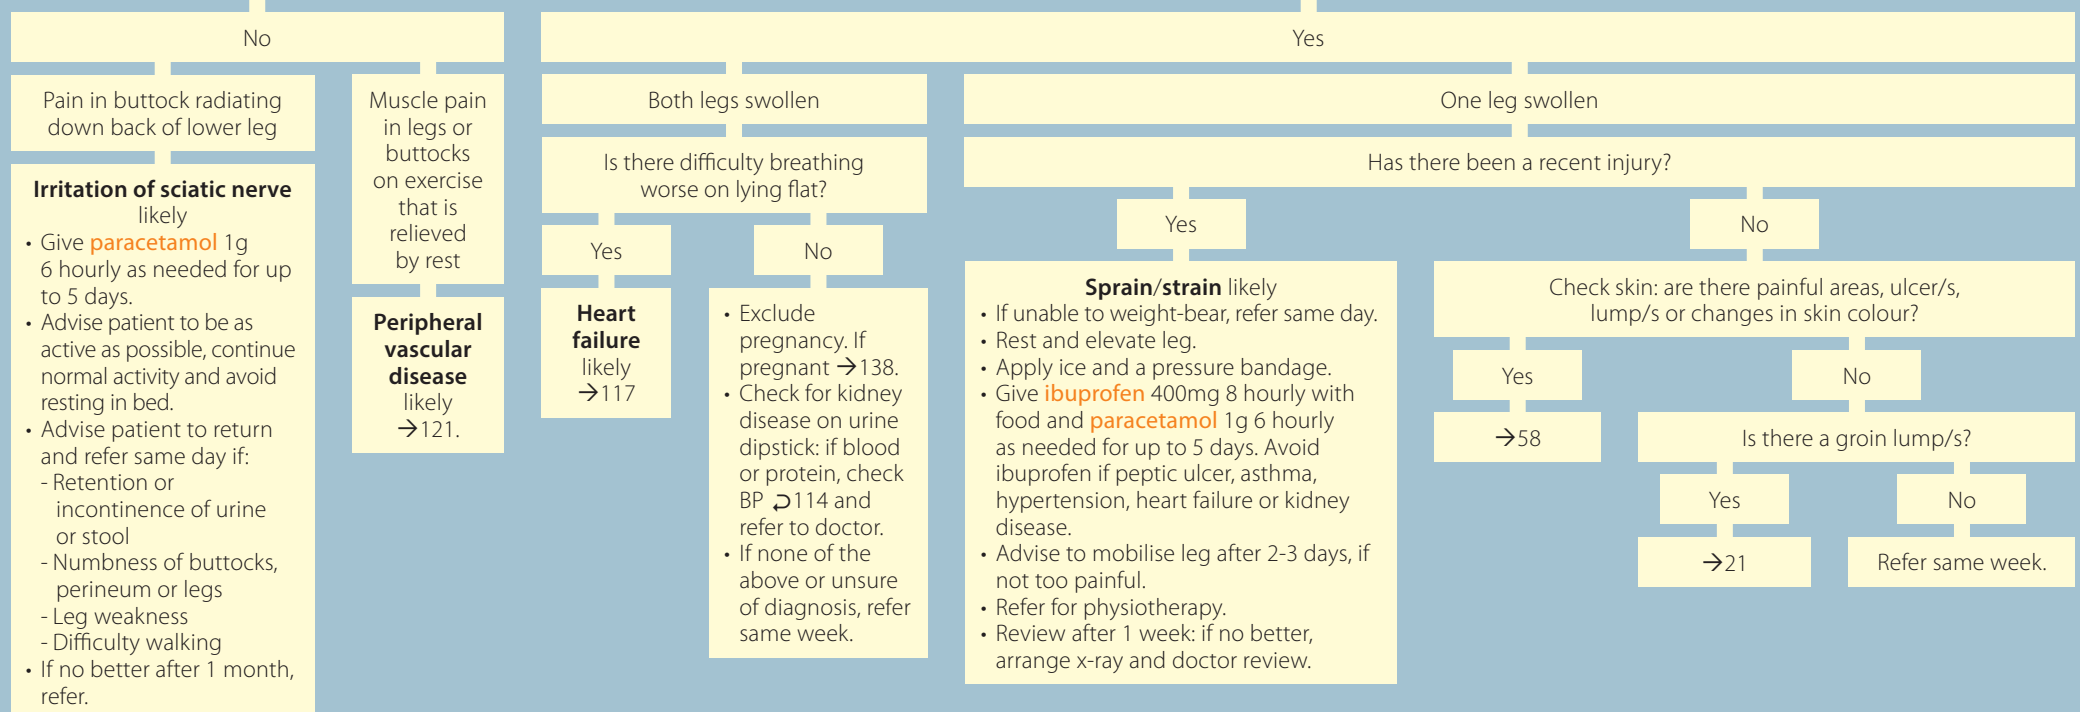 No
Pain in buttock radiating
down back of lower leg
Irritation of sciatic nerve
likely
• Give paracetamol 1g
6 hourly as needed for up
to 5 days.
• Advise patient to be as
active as possible, continue
normal activity and avoid
resting in bed.
• Advise patient to return
and refer same day if:
- Retention or
incontinence of urine
or stool
- Numbness of buttocks,
perineum or legs
- Leg weakness
- Difficulty walking
• If no better after 1 month,
refer.
Muscle pain
in legs or
buttocks
on exercise
that is
relieved
by rest
Peripheral
vascular
disease
likely
→121.
Yes
Both legs swollen
Is there difficulty breathing
worse on lying flat?
Yes
Heart
failure
likely
→117
No
• Exclude
pregnancy. If
pregnant →138.
• Check for kidney
disease on urine
dipstick: if blood
or protein, check
BP ⮌114 and
refer to doctor.
• If none of the
above or unsure
of diagnosis, refer
same week.
One leg swollen
Has there been a recent injury?
Yes
Sprain/strain likely
• If unable to weight-bear, refer same day.
• Rest and elevate leg.
• Apply ice and a pressure bandage.
• Give ibuprofen 400mg 8 hourly with
food and paracetamol 1g 6 hourly
as needed for up to 5 days. Avoid
ibuprofen if peptic ulcer, asthma,
hypertension, heart failure or kidney
disease.
• Advise to mobilise leg after 2-3 days, if
not too painful.
• Refer for physiotherapy.
• Review after 1 week: if no better,
arrange x-ray and doctor review.
No
Check skin: are there painful areas, ulcer/s,
lump/s or changes in skin colour?
Yes
→58
No
Is there a groin lump/s?
Yes
→21
No
Refer same week.